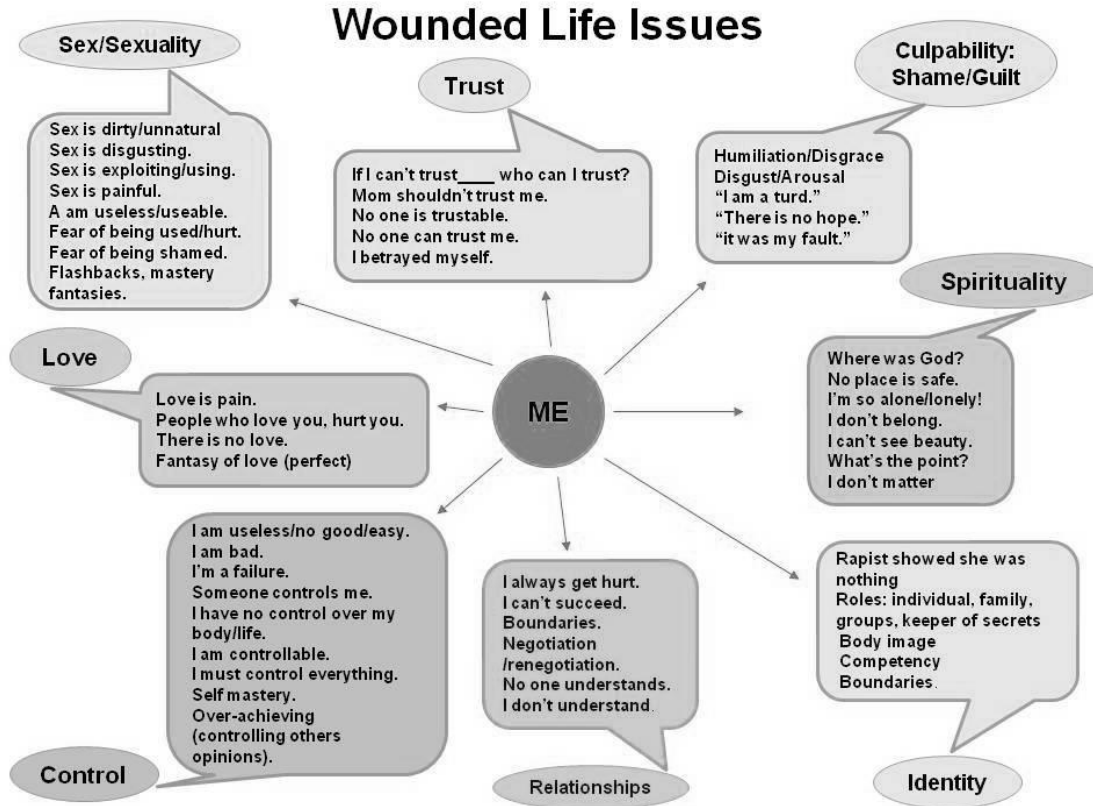 Wounded Life Issues
Sex/Sexuality
Sex is dirty/unnatural
Sex is disgusting.
Sex is exploiting/using.
Sex is painful.
A am useless/useable.
Fear of being used/hurt.
Fear of being shamed.
Flashbacks, mastery
fantasies.
Trust
If I can't trust____ who can I trust?
Mom shouldn't trust me.
No one is trustable.
No one can trust me.
I betrayed myself.
Culpability:
Shame/Guilt
Humiliation/Disgrace
Disgust/Arousal
“I am a turd.”
“There is no hope.”
“it was my fault.”
Spirituality
Where was God?
No place is safe.
I'm so alone/lonely!
I don't belong.
I can't see beauty.
What's the point?
I don't matter
Love
Love is pain.
People who love you, hurt you.
There is no love.
Fantasy of love (perfect)
ME
I am useless/no good/easy.
I am bad.
I'm a failure.
Someone controls me.
I have no control over my
body/life.
I am controllable.
I must control everything.
Self mastery.
Over-achieving
(controlling others
opinions).
Control
I always get hurt.
I can't succeed.
Boundaries.
Negotiation
/renegotiation.
No one understands.
I don't understand.
Relationships
Rapist showed she was
nothing
Roles: individual, family,
groups, keeper of secrets
Body image
Competency
Boundaries.
Identity